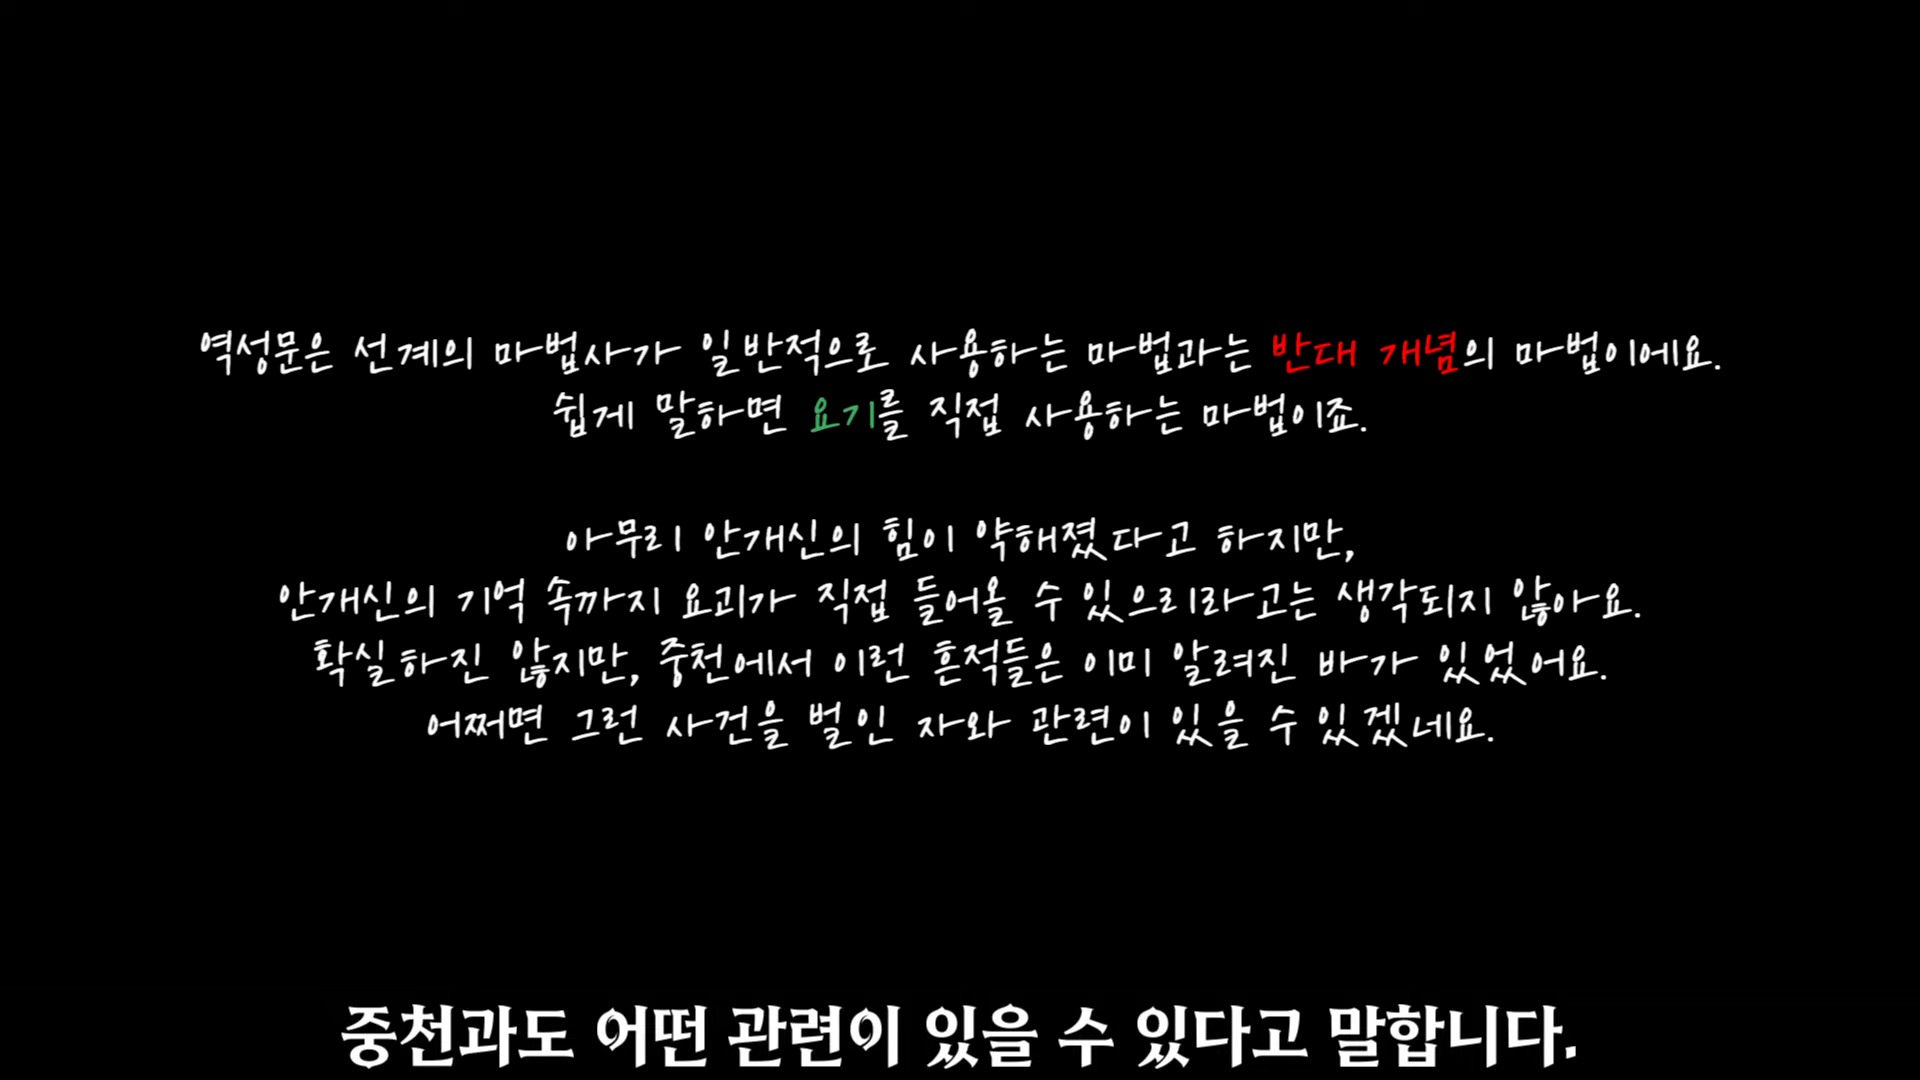 역성문은 선계의 마법사가 일반적으로 사용하는 마법과는 반대 개념의 마법이에요.
쉽게 말하면 요기를 직접 사용하는 마법이죠.
아무리 안개신의 힘이 약해졌다고 하지만,
안개신의 기억 속까지 요괴가 직접 들어올 수 있으리라고는 생각되지 않아요.
확실하진 않지만, 중천에서 이런 흔적들은 이미 알려진 바가 있었어요.
어쩌면 그런 사건을 벌인 자와 관련이 있을 수 있겠네요.
중천과도 어떤 관련이 있을 수 있다고 말합니다.